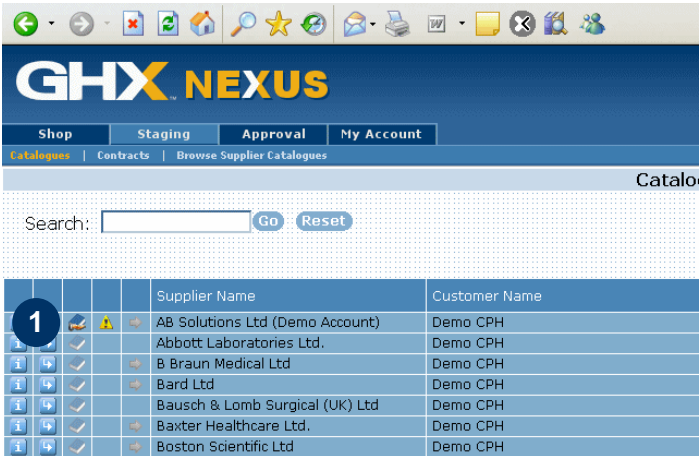 GHX NEXUS
Shop Staging Approval My Account
Catalogues | Contracts | Browse Supplier Catalogues
Catalo
Search: Go Reset
Supplier Name Customer Name
1 AB Solutions Ltd (Demo Account) Demo CPH
Abbott Laboratories Ltd. Demo CPH
B Braun Medical Ltd Demo CPH
Bard Ltd Demo CPH
Bausch & Lomb Surgical (UK) Ltd Demo CPH
Baxter Healthcare Ltd. Demo CPH
Boston Scientific Ltd Demo CPH